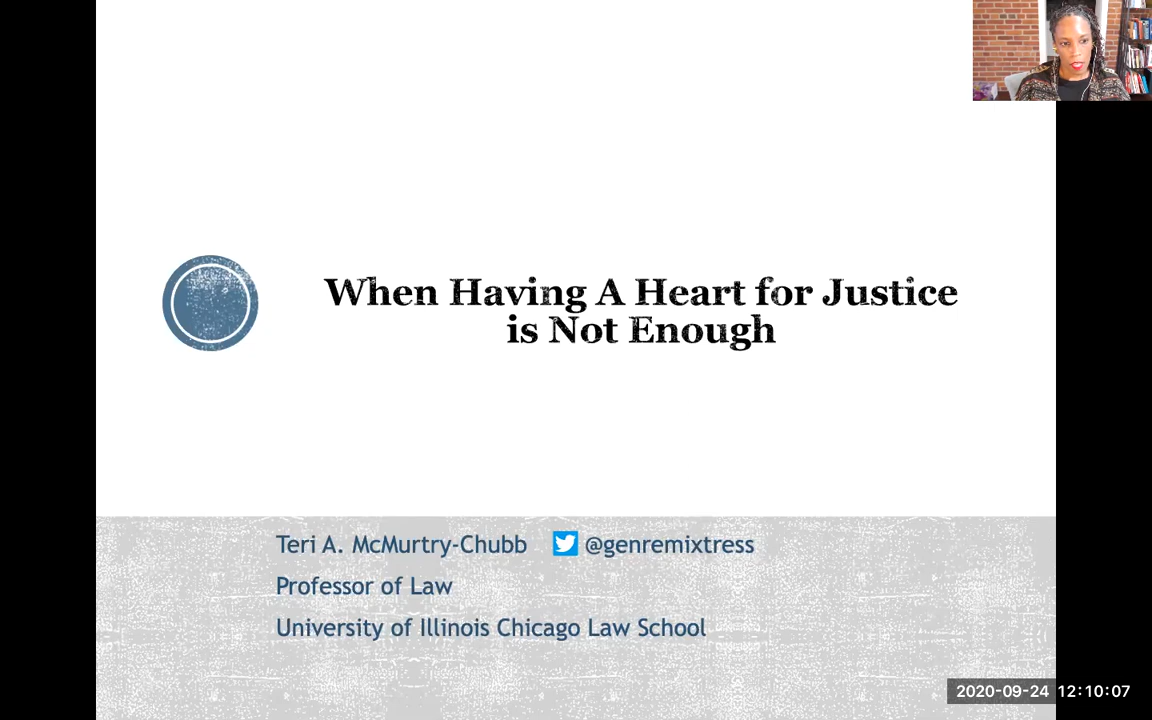 When Having A Heart for Justice
is Not Enough
Teri A. McMurtry-Chubb @genremixtress
Professor of Law
University of Illinois Chicago Law School
2020-09-24 12:10:07